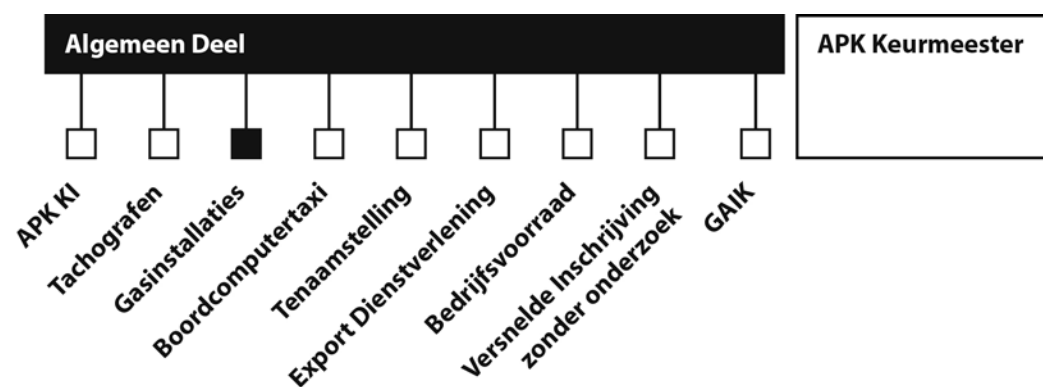 Algemeen Deel
APK Keurmeester
APK KI
Tachografen
Gasinstallaties
Boordcomputertaxi
Tenaamstelling
Export Dienstverlening
Bedrijfsvoorraad
Versnelde Inschrijving
zonder onderzoek
GAIK